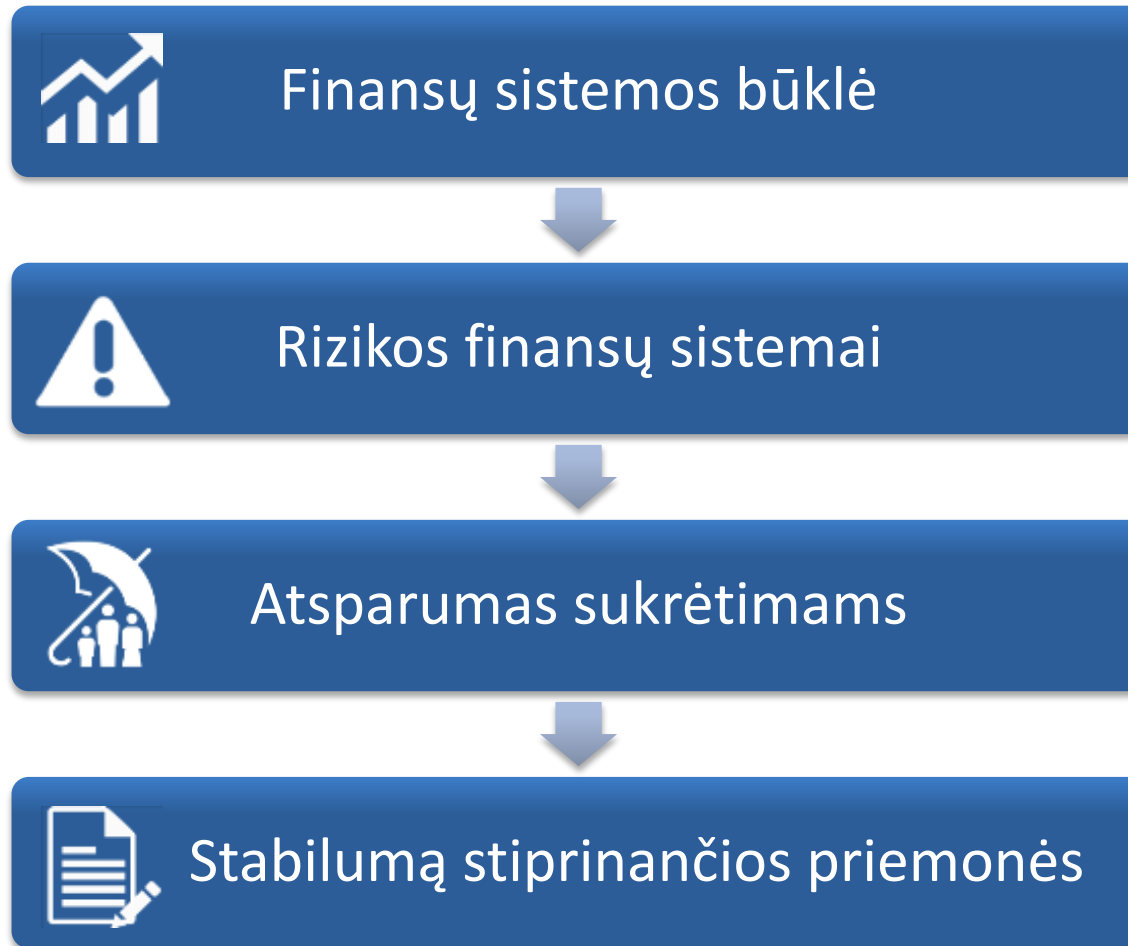 Finansų sistemos būklė
Rizikos finansų sistemai
Atsparumas sukrėtimams
Stabilumą stiprinančios priemonės